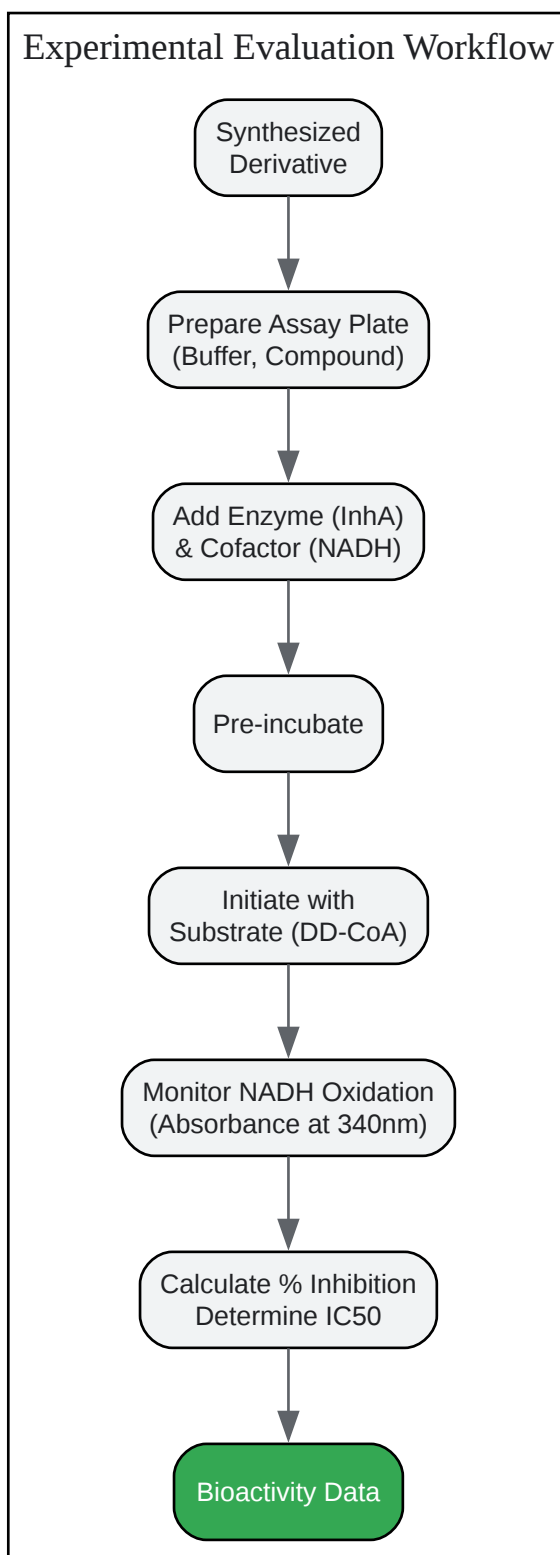 Experimental Evaluation Workflow
Synthesized
Derivative
Prepare Assay Plate
(Buffer, Compound)
Add Enzyme (InhA)
& Cofactor (NADH)
Pre-incubate
Initiate with
Substrate (DD-CoA)
Monitor NADH Oxidation
(Absorbance at 340nm)
Calculate % Inhibition
Determine IC50
Bioactivity Data